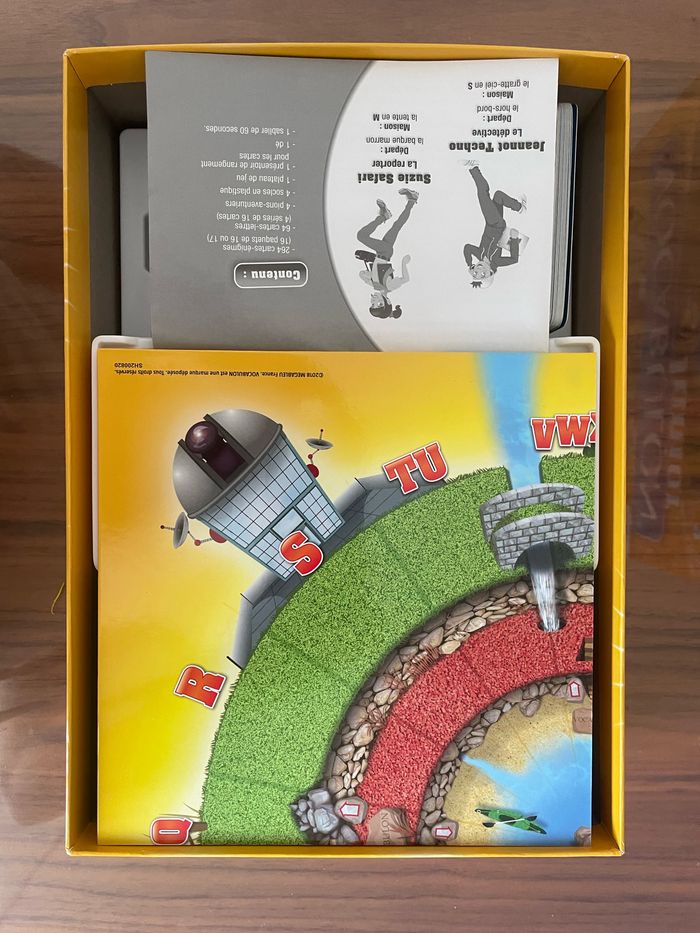 Contenu :
- 264 cartes-énigmes
(16 paquets de 16 ou 17)
- 64 cartes-lettres
(4 séries de 16 cartes)
- 4 pions-aventuriers
- 4 socles en plastique
- 1 plateau de jeu
- 1 présentoir de rangement
pour les cartes
- 1 dé
- 1 sablier de 60 secondes.
Suzie Safari
La reporter
Départ :
la barque marron
Maison :
la tente en M
Jeannot Techno
Le détective
Départ :
le hors-bord
Maison :
le gratte-ciel en S
©2018 MEGABLEU France. VOCABULON est une marque déposée. Tous droits réservés.
SH200820
TU
S
R
Q